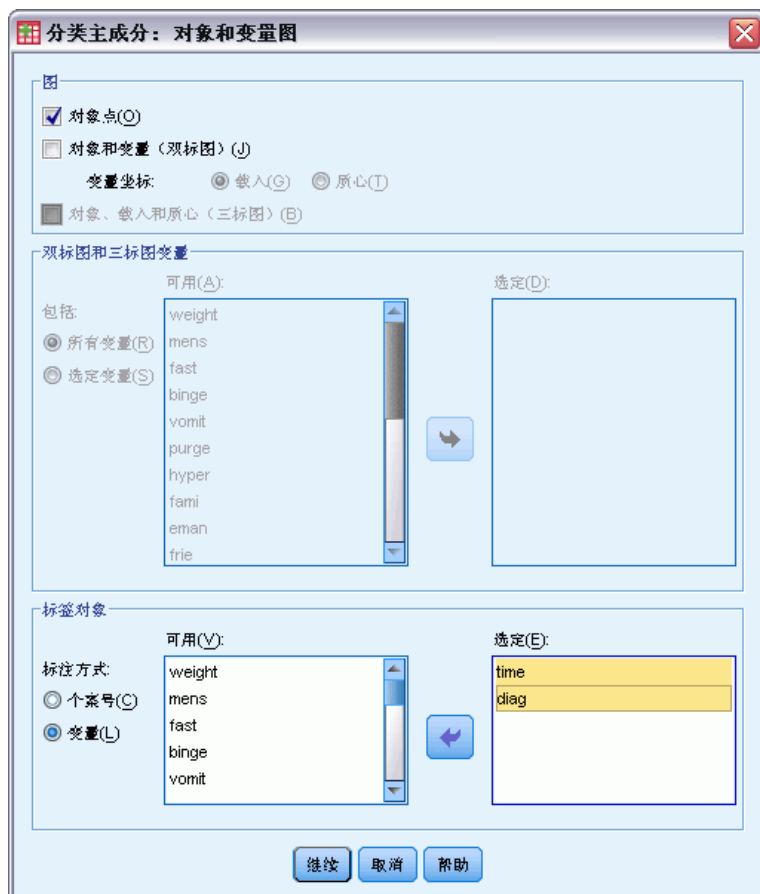 分类主成分：对象和变量图
图
对象点(O)
对象和变量（双标图）(J)
变量坐标:
载入(G)
质心(T)
对象、载入和质心（三标图）(B)
双标图和三标图变量
可用(A):
选定(D):
包括:
所有变量(R)
选定变量(S)
weight
mens
fast
binge
vomit
purge
hyper
fami
eman
frie
标签对象
可用(V):
选定(E):
标注方式:
个案号(C)
变量(L)
weight
mens
fast
binge
vomit
time
diag
继续
取消
帮助